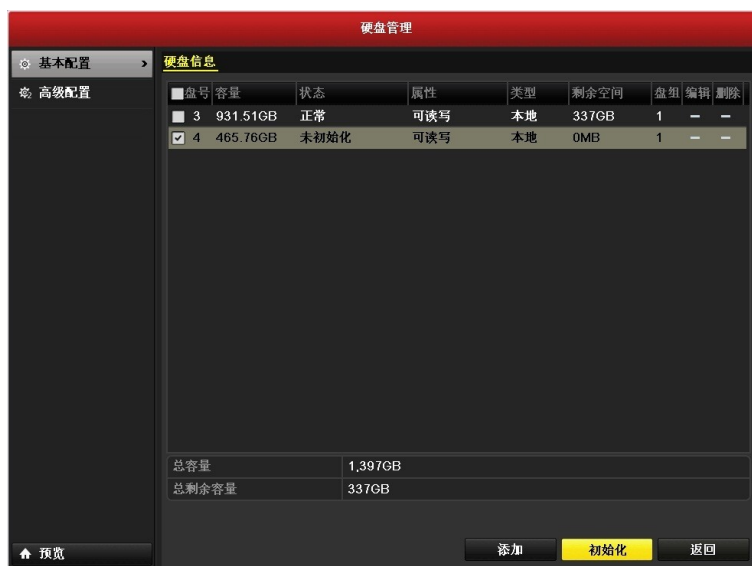 硬盘管理
基本配置
高级配置
硬盘信息
盘号 容量 状态 属性 类型 剩余空间 盘组 编辑 删除
3 931.51GB 正常 可读写 本地 337GB 1 — —
4 465.76GB 未初始化 可读写 本地 0MB 1 — —
总容量 1,397GB
总剩余容量 337GB
预览
添加 初始化 返回